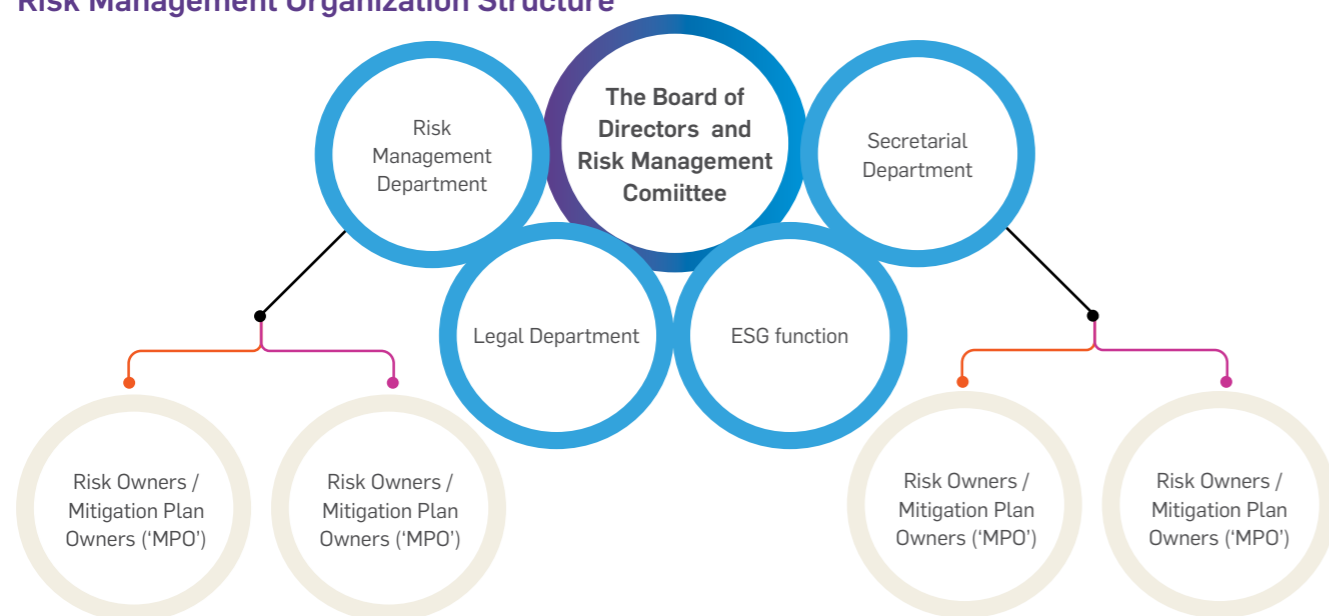 Risk Management Organization Structure
The Board of
Directors and
Risk Management
Comiittee
Risk
Management
Department
Secretarial
Department
Legal Department
ESG function
Risk Owners /
Mitigation Plan
Owners (‘MPO’)
Risk Owners /
Mitigation Plan
Owners (‘MPO’)
Risk Owners /
Mitigation Plan
Owners (‘MPO’)
Risk Owners /
Mitigation Plan
Owners (‘MPO’)